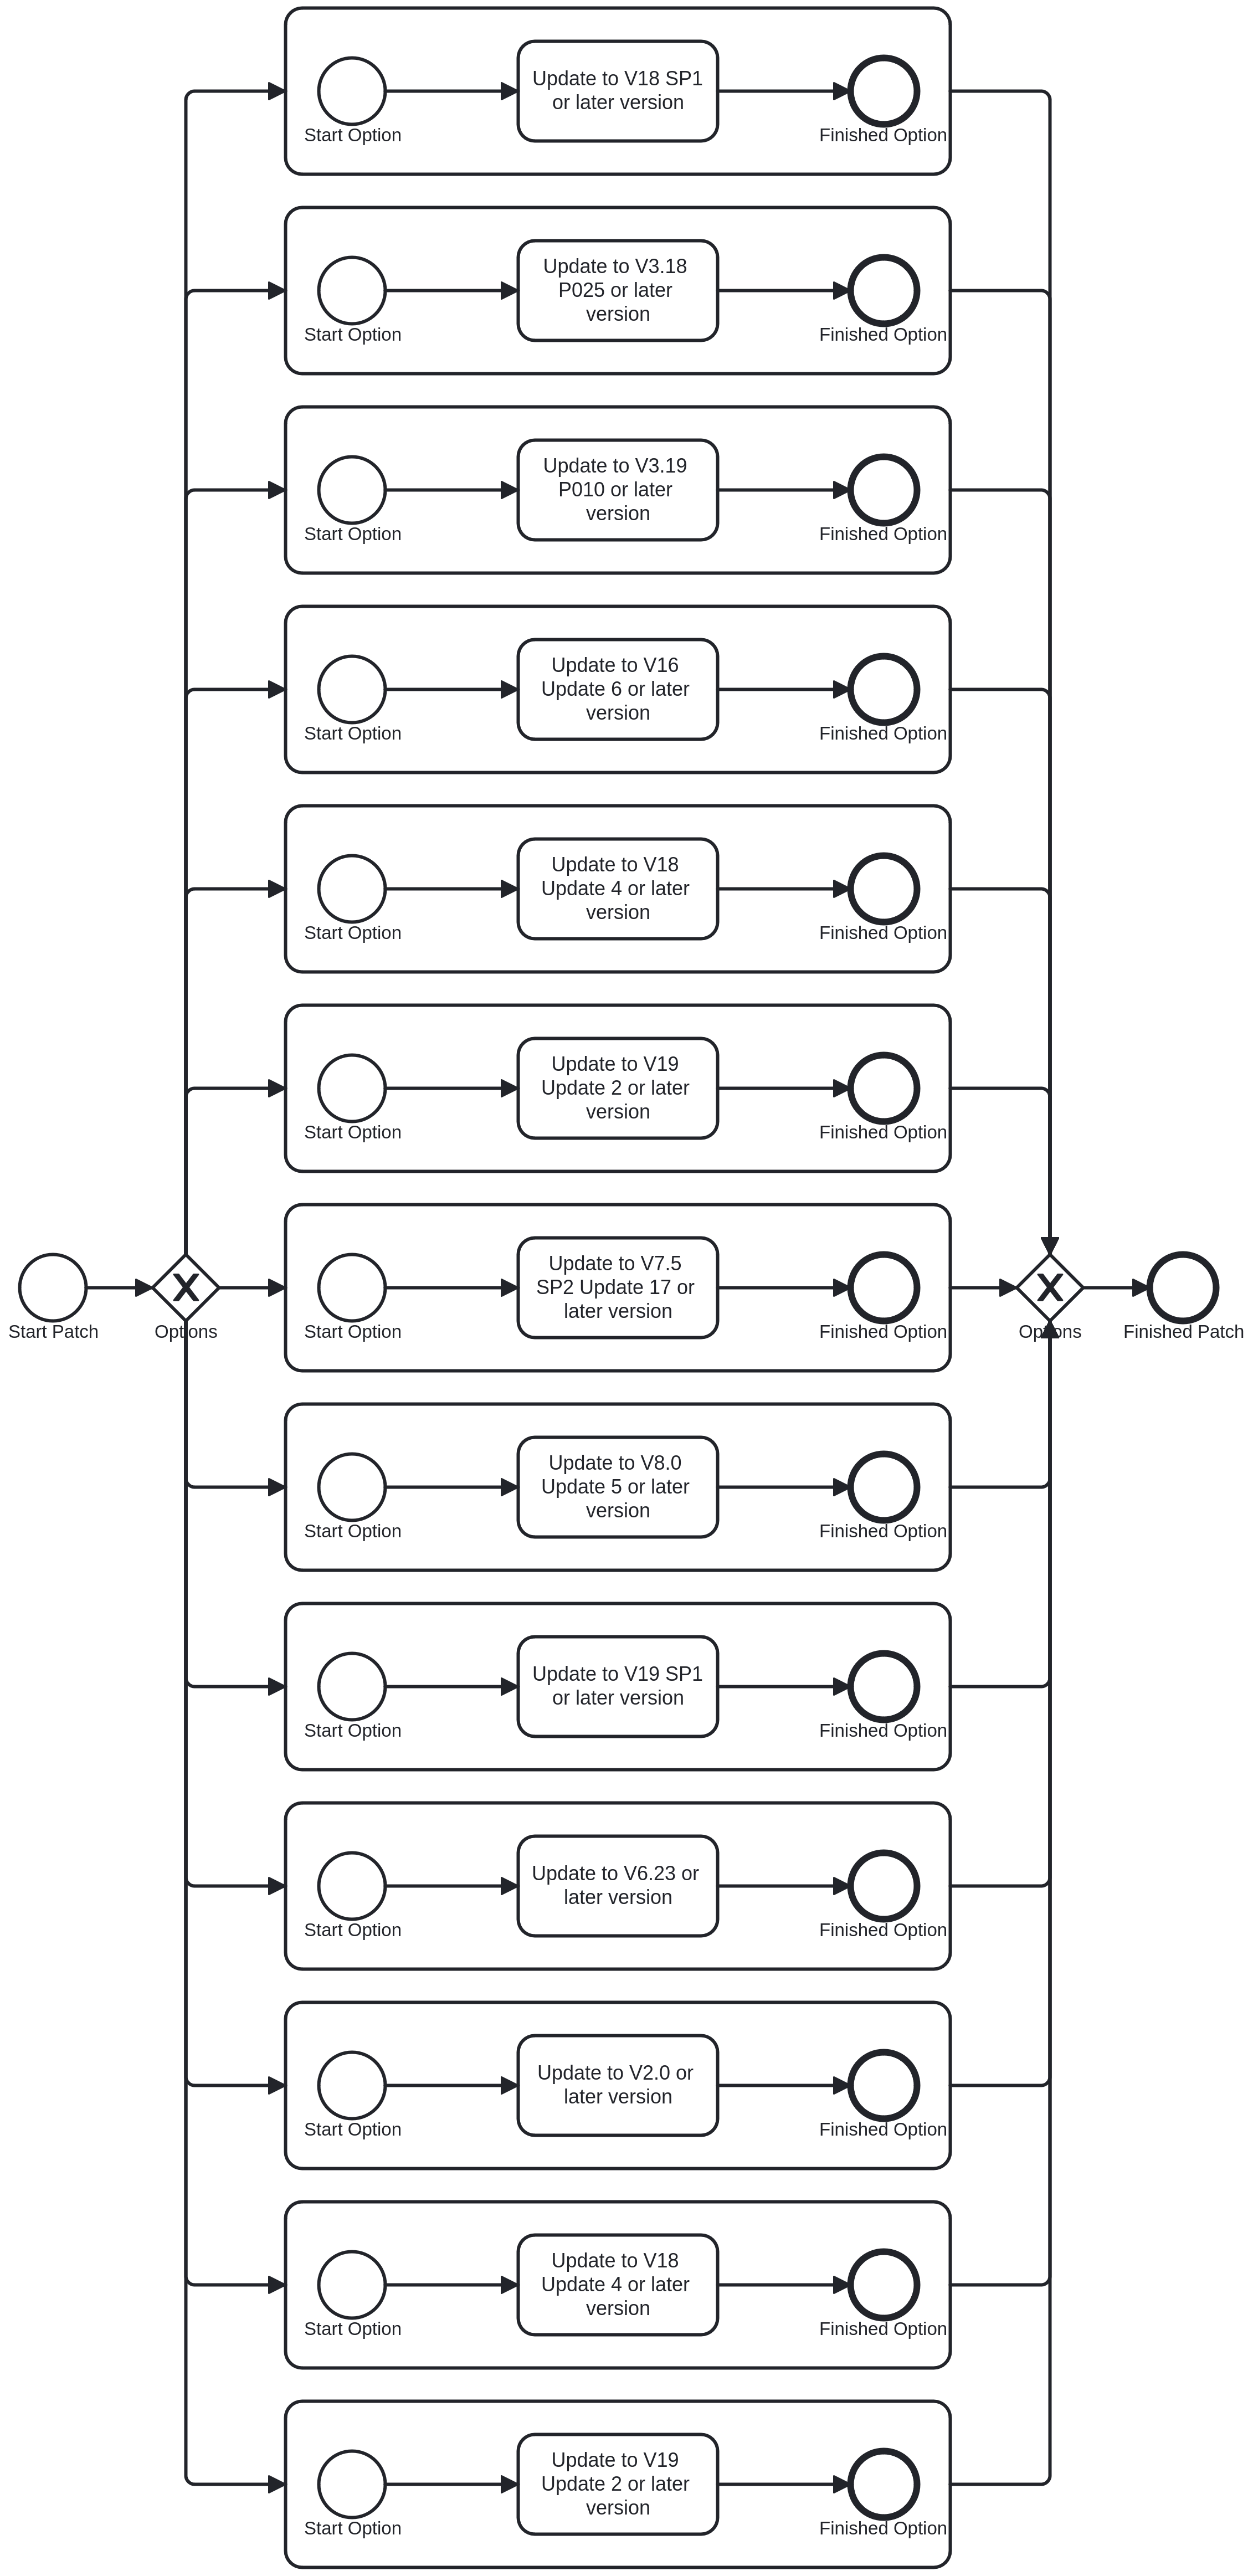 Update to V18 SP1
or later version
Start Option
Finished Option
Update to V3.18
P025 or later
version
Start Option
Finished Option
Update to V3.19
P010 or later
version
Start Option
Finished Option
Update to V16
Update 6 or later
version
Start Option
Finished Option
Update to V18
Update 4 or later
version
Start Option
Finished Option
Update to V19
Update 2 or later
version
Start Option
Finished Option
Update to V7.5
SP2 Update 17 or
later version
Start Patch
Options
Start Option
Finished Option
Options
Finished Patch
Update to V8.0
Update 5 or later
version
Start Option
Finished Option
Update to V19 SP1
or later version
Start Option
Finished Option
Update to V6.23 or
later version
Start Option
Finished Option
Update to V2.0 or
later version
Start Option
Finished Option
Update to V18
Update 4 or later
version
Start Option
Finished Option
Update to V19
Update 2 or later
version
Start Option
Finished Option